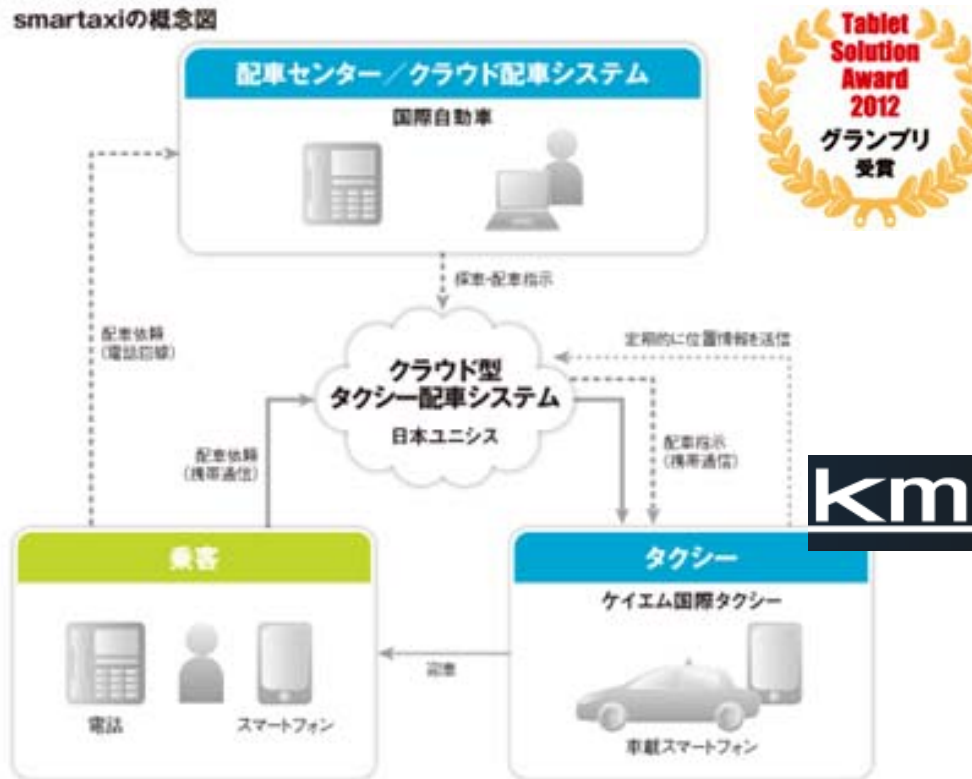 smartaxiの概念図
Tablet
Solution
Award
2012
グランプリ
受賞
配車センター／クラウド配車システム
国際自動車
探車・配車指示
配車依頼
(電話回線)
定期的に位置情報を送信
クラウド型
タクシー配車システム
日本ユニシス
配車依頼
(携帯通信)
配車指示
(携帯通信)
km
乗客
タクシー
ケイエム国際タクシー
迎車
電話
スマートフォン
車載スマートフォン